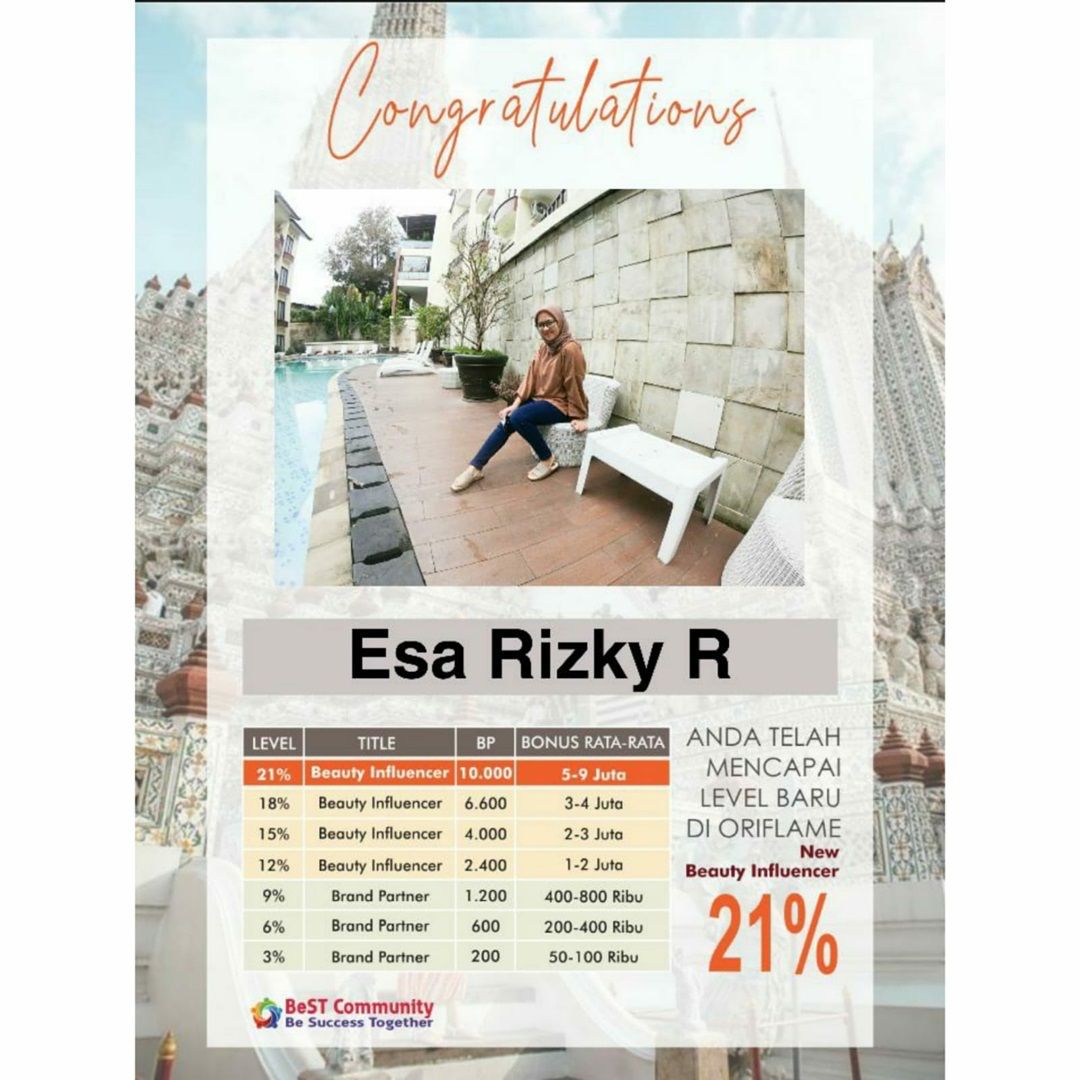 Congratulations
Esa Rizky R
LEVEL TITLE BP BONUS RATA-RATA
21% Beauty Influencer 10.000 5-9 Juta
18% Beauty Influencer 6.600 3-4 Juta
15% Beauty Influencer 4.000 2-3 Juta
12% Beauty Influencer 2.400 1-2 Juta
9% Brand Partner 1.200 400-800 Ribu
6% Brand Partner 600 200-400 Ribu
3% Brand Partner 200 50-100 Ribu
ANDA TELAH
MENCAPAI
LEVEL BARU
DI ORIFLAME
New
Beauty Influencer
21%
BeST Community
Be Success Together